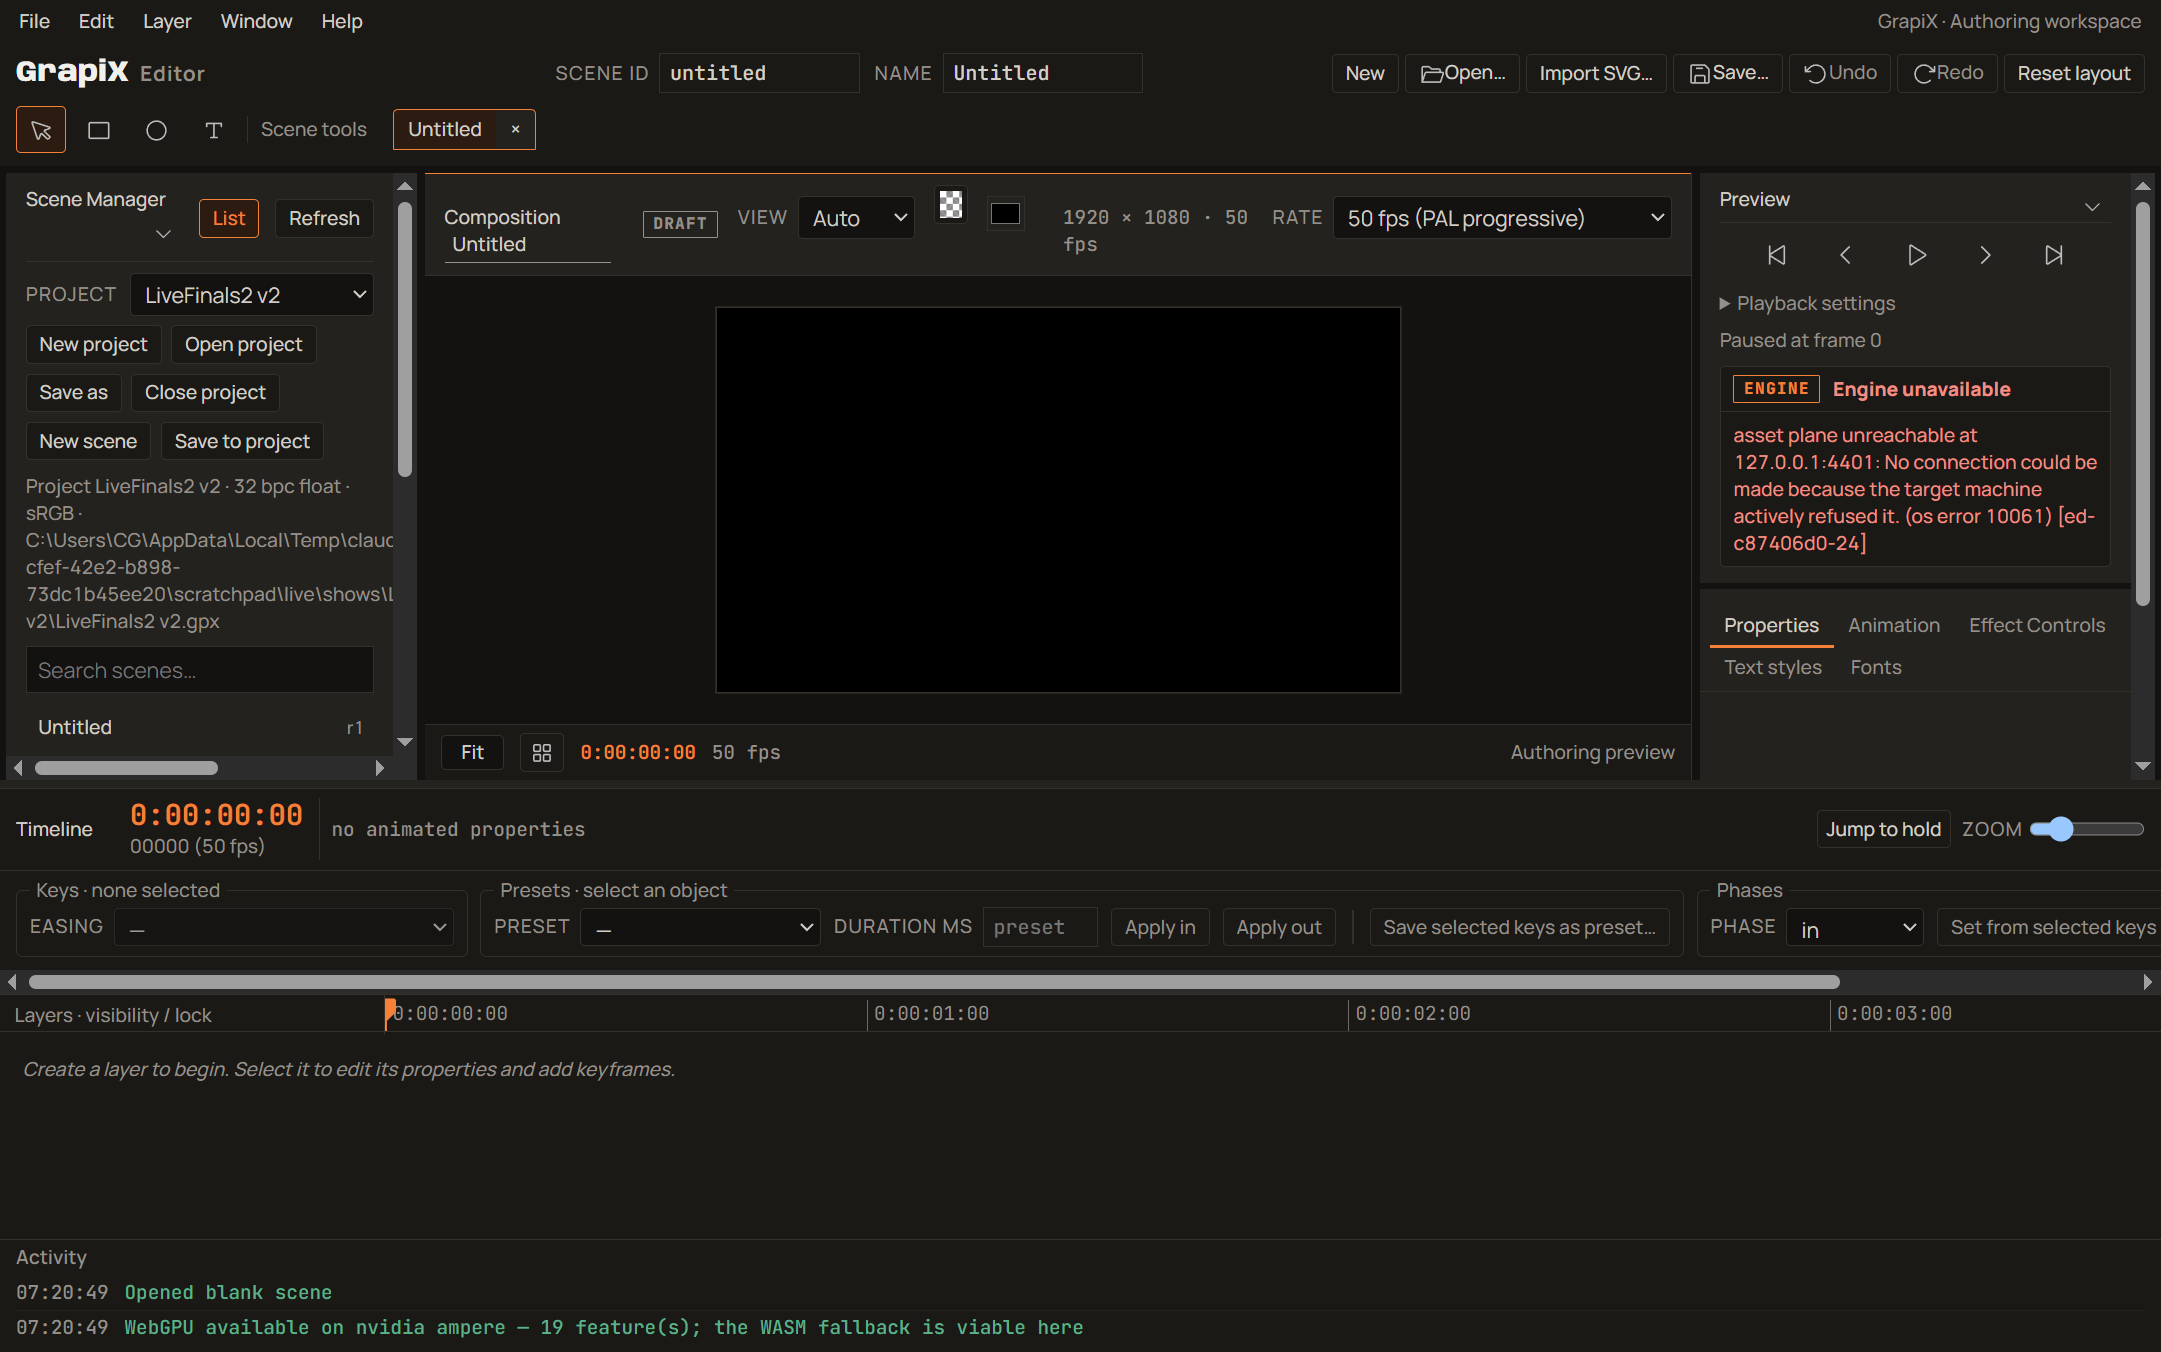 File Edit Layer Window Help GrapiX · Authoring workspace
GrapiX Editor SCENE ID untitled NAME Untitled New Open... Import SVG... Save... Undo Redo Reset layout
Scene tools Untitled ×
Scene Manager List Refresh
PROJECT LiveFinals2 v2
New project Open project
Save as Close project
New scene Save to project
Project LiveFinals2 v2 · 32 bpc float ·
sRGB ·
C:\Users\CG\AppData\Local\Temp\claud
cfef-42e2-b898-
73dc1b45ee20\scratchpad\live\shows\L
v2\LiveFinals2 v2.gpx
Search scenes...
Untitled r1
Composition
Untitled
DRAFT VIEW Auto 1920 × 1080 · 50
fps
RATE 50 fps (PAL progressive)
Fit 0:00:00:00 50 fps Authoring preview
Preview
Playback settings
Paused at frame 0
ENGINE Engine unavailable
asset plane unreachable at
127.0.0.1:4401: No connection could be
made because the target machine
actively refused it. (os error 10061) [ed-
c87406d0-24]
Properties Animation Effect Controls
Text styles Fonts
Timeline 0:00:00:00
00000 (50 fps)
no animated properties Jump to hold ZOOM
Keys · none selected Presets · select an object Phases
EASING — PRESET — DURATION MS preset Apply in Apply out Save selected keys as preset... PHASE in Set from selected keys
Layers · visibility / lock 0:00:00:00 0:00:01:00 0:00:02:00 0:00:03:00
Create a layer to begin. Select it to edit its properties and add keyframes.
Activity
07:20:49 Opened blank scene
07:20:49 WebGPU available on nvidia ampere — 19 feature(s); the WASM fallback is viable here